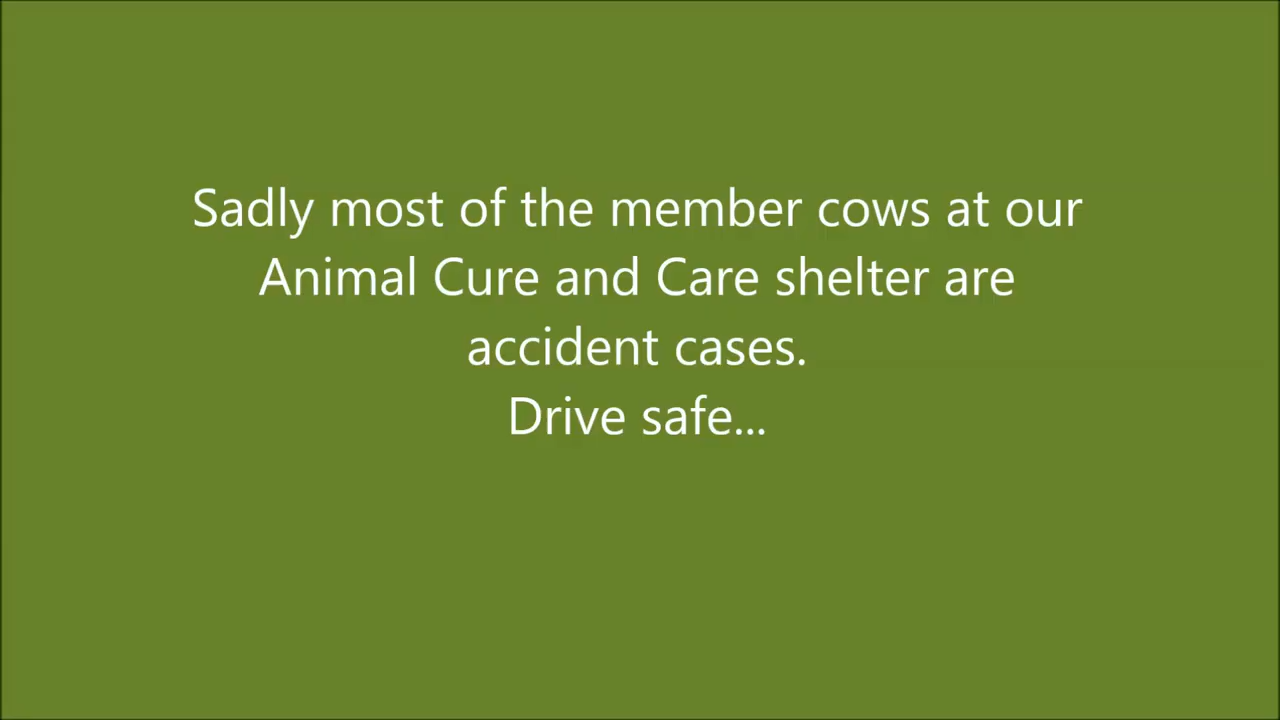 Sadly most of the member cows at our
Animal Cure and Care shelter are
accident cases.
Drive safe...